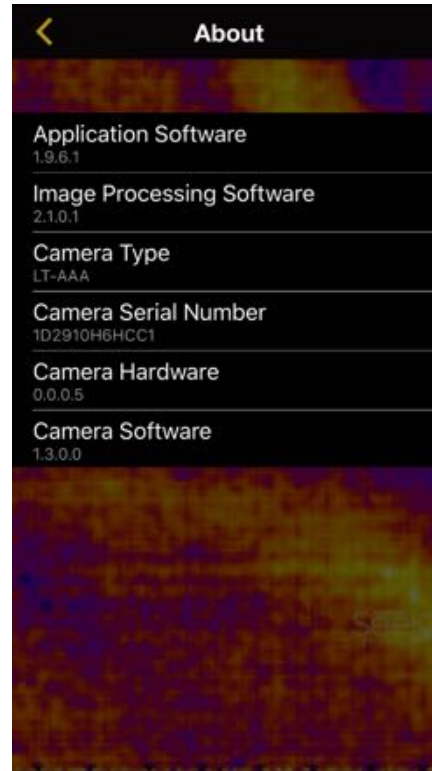 About
Application Software
1.9.6.1
Image Processing Software
2.1.0.1
Camera Type
LT-AAA
Camera Serial Number
1D2910H6HCC1
Camera Hardware
0.0.0.5
Camera Software
1.3.0.0
Seek